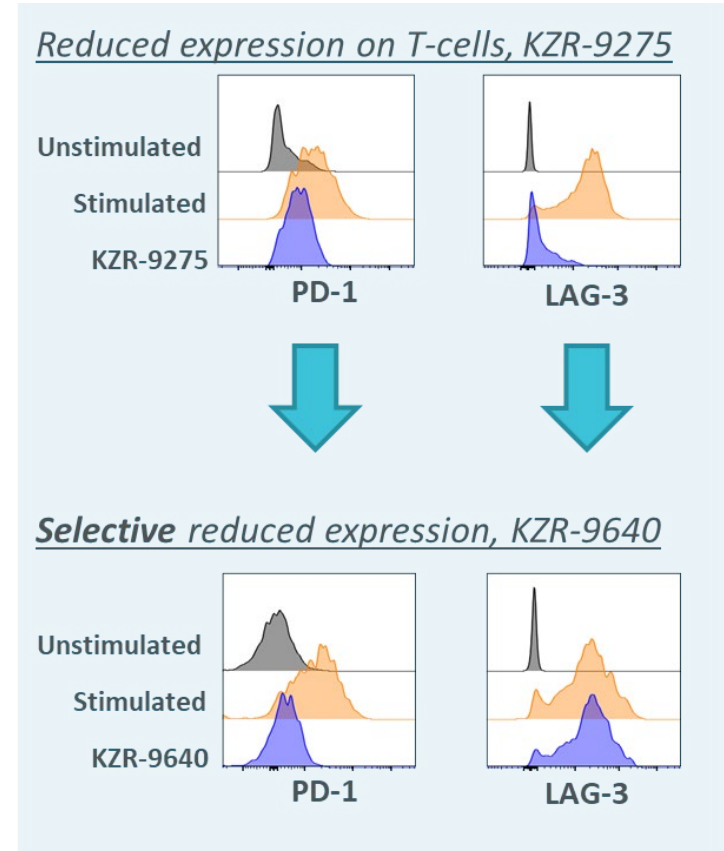 Reduced expression on T-cells, KZR-9275
Unstimulated
Stimulated
KZR-9275
PD-1
LAG-3
Selective reduced expression, KZR-9640
Unstimulated
Stimulated
KZR-9640
PD-1
LAG-3